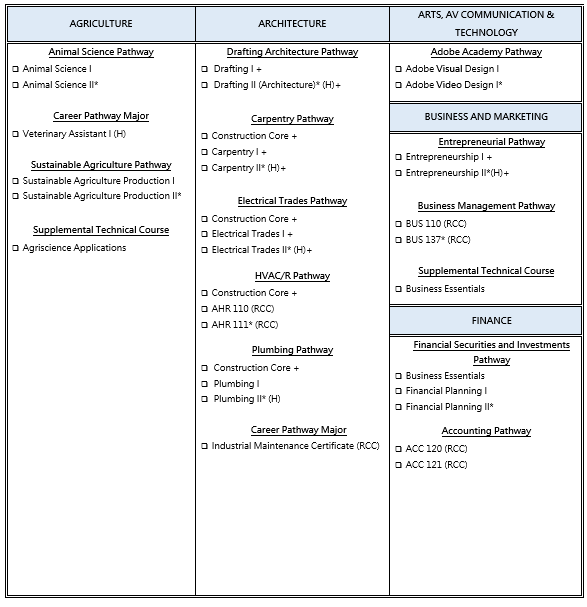 AGRICULTURE
Animal Science Pathway
Animal Science I
Animal Science II*
Career Pathway Major
Veterinary Assistant I (H)
Sustainable Agriculture Pathway
Sustainable Agriculture Production I
Sustainable Agriculture Production II*
Supplemental Technical Course
Agriscience Applications
ARCHITECTURE
Drafting Architecture Pathway
Drafting I +
Drafting II (Architecture)* (H)+
Carpentry Pathway
Construction Core +
Carpentry I +
Carpentry II* (H)+
Electrical Trades Pathway
Construction Core +
Electrical Trades I +
Electrical Trades II* (H)+
HVAC/R Pathway
Construction Core +
AHR 110 (RCC)
AHR 111* (RCC)
Plumbing Pathway
Construction Core +
Plumbing I
Plumbing II* (H)
Career Pathway Major
Industrial Maintenance Certificate (RCC)
ARTS, AV COMMUNICATION &
TECHNOLOGY
Adobe Academy Pathway
Adobe Visual Design I
Adobe Video Design I*
BUSINESS AND MARKETING
Entrepreneurial Pathway
Entrepreneurship I +
Entrepreneurship II*(H)+
Business Management Pathway
BUS 110 (RCC)
BUS 137* (RCC)
Supplemental Technical Course
Business Essentials
FINANCE
Financial Securities and Investments
Pathway
Business Essentials
Financial Planning I
Financial Planning II*
Accounting Pathway
ACC 120 (RCC)
ACC 121 (RCC)